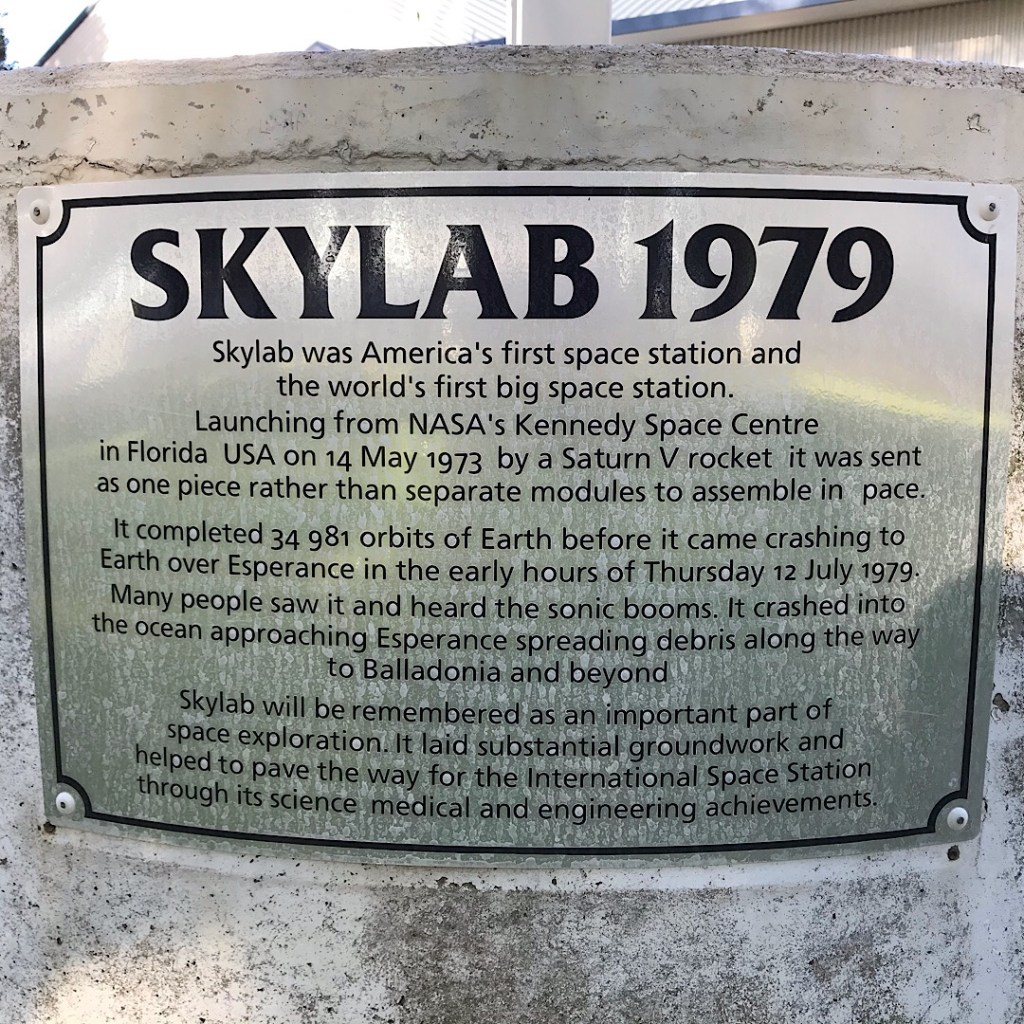 SKYLAB 1979
Skylab was America's first space station and
the world's first big space station.
Launching from NASA's Kennedy Space Centre
in Florida USA on 14 May 1973 by a Saturn V rocket it was sent
as one piece rather than separate modules to assemble in pace.
It completed 34 981 orbits of Earth before it came crashing to
Earth over Esperance in the early hours of Thursday 12 July 1979.
Many people saw it and heard the sonic booms. It crashed into
the ocean approaching Esperance spreading debris along the way
to Balladonia and beyond
Skylab will be remembered as an important part of
space exploration. It laid substantial groundwork and
helped to pave the way for the International Space Station
through its science medical and engineering achievements.